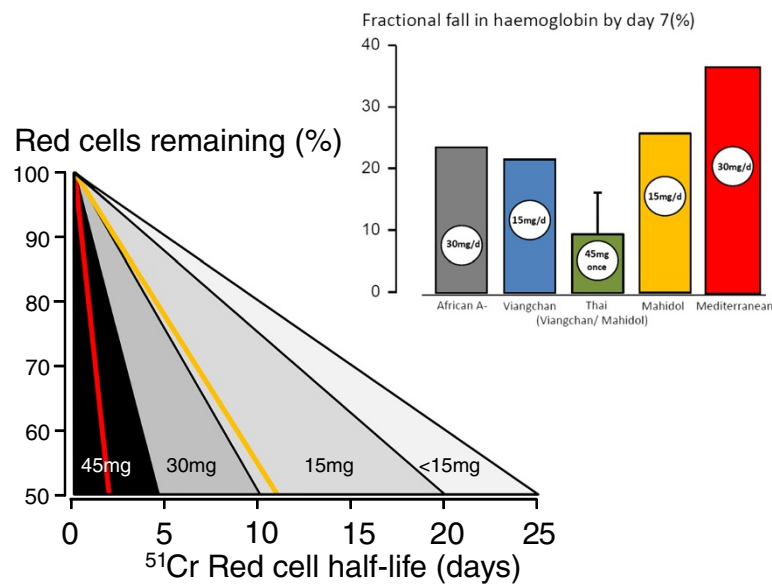 Fractional fall in haemoglobin by day 7(%)
40
30
20
10
0
30mg/d
15mg/d
45mg
once
15mg/d
30mg/d
African A-
Viangchan
Thai
(Viangchan/ Mahidol)
Mahidol
Mediterranean
Red cells remaining (%)
100
90
80
70
60
50
45mg
30mg
15mg
<15mg
0 5 10 15 20 25
⁵¹Cr Red cell half-life (days)